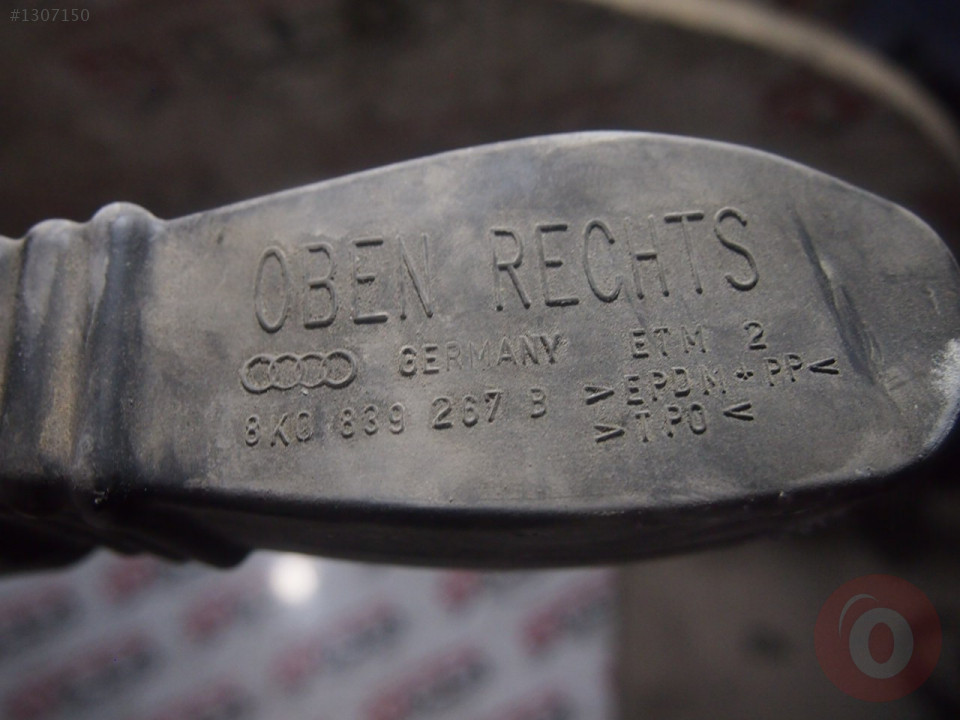 #1307150
OBEN RECHTS
GERMANY ETM 2
8K0 839 267 B >EPDM+PP<
>TPO<
O